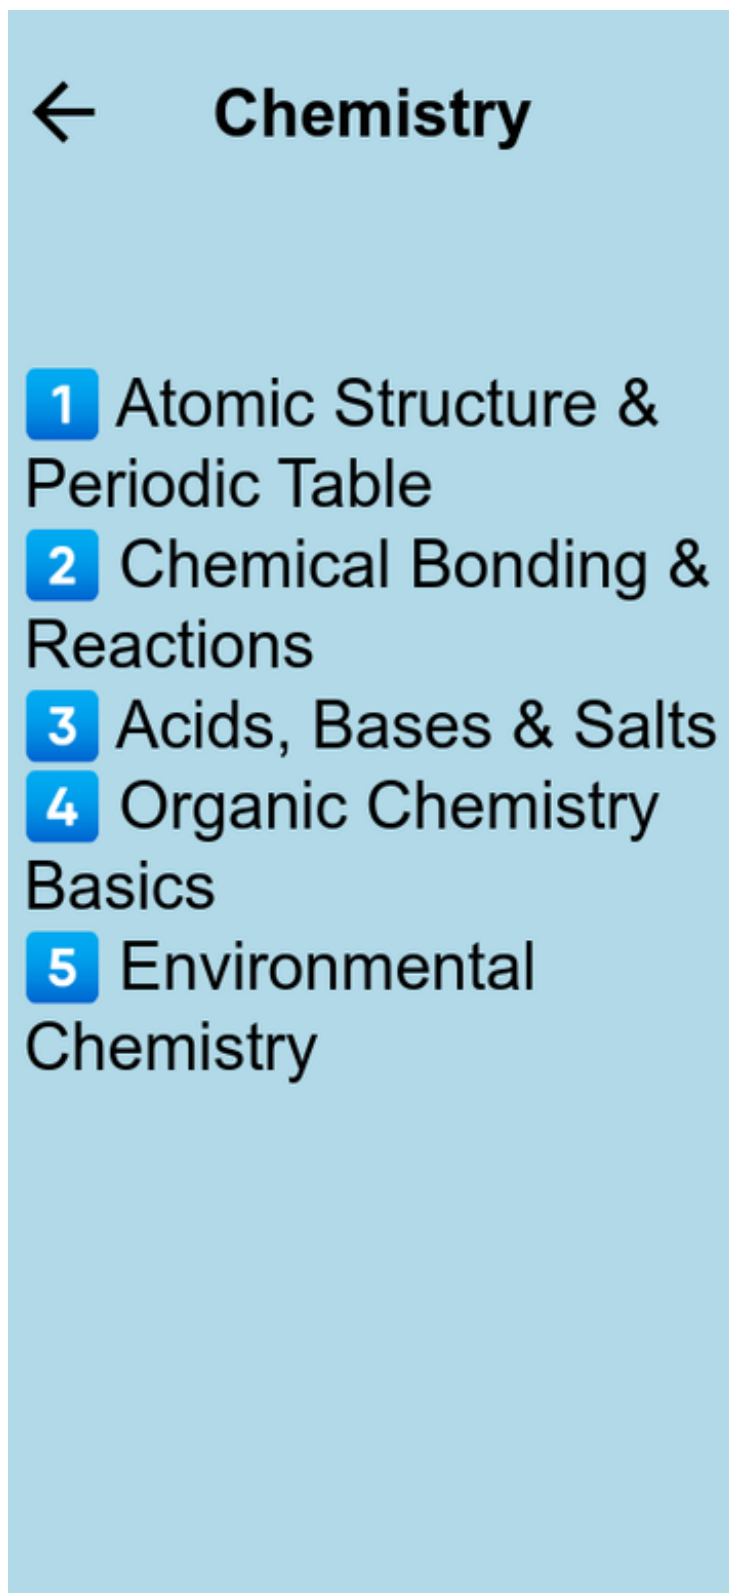 Chemistry
1️⃣ Atomic Structure &
Periodic Table
2️⃣ Chemical Bonding &
Reactions
3️⃣ Acids, Bases & Salts
4️⃣ Organic Chemistry
Basics
5️⃣ Environmental
Chemistry